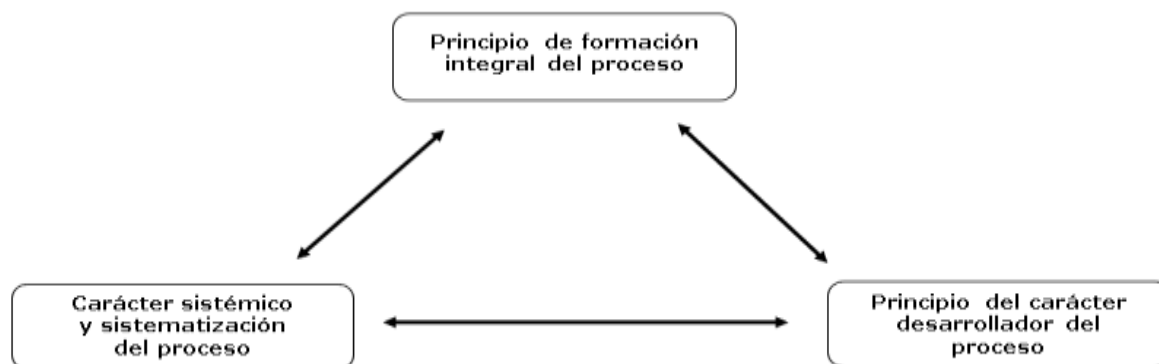 Principio de formación
integral del proceso
Carácter sistémico
y sistematización
del proceso
Principio del carácter
desarrollador del
proceso